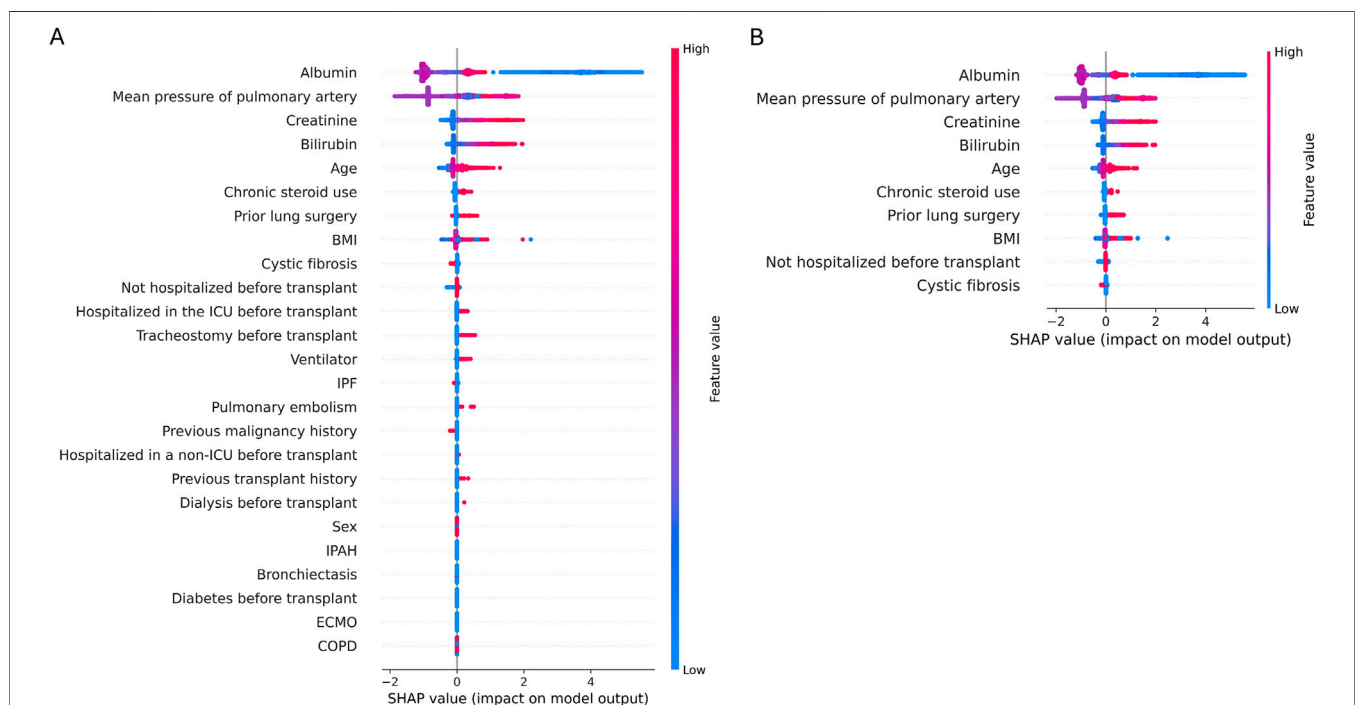 A
High
Albumin
Mean pressure of pulmonary artery
Creatinine
Bilirubin
Age
Chronic steroid use
Prior lung surgery
BMI
Cystic fibrosis
Not hospitalized before transplant
Hospitalized in the ICU before transplant
Tracheostomy before transplant
Ventilator
IPF
Pulmonary embolism
Previous malignancy history
Hospitalized in a non-ICU before transplant
Previous transplant history
Dialysis before transplant
Sex
IPAH
Bronchiectasis
Diabetes before transplant
ECMO
COPD
Feature value
Low
−2 0 2 4
SHAP value (impact on model output)
B
High
Albumin
Mean pressure of pulmonary artery
Creatinine
Bilirubin
Age
Chronic steroid use
Prior lung surgery
BMI
Not hospitalized before transplant
Cystic fibrosis
Feature value
Low
−2 0 2 4
SHAP value (impact on model output)